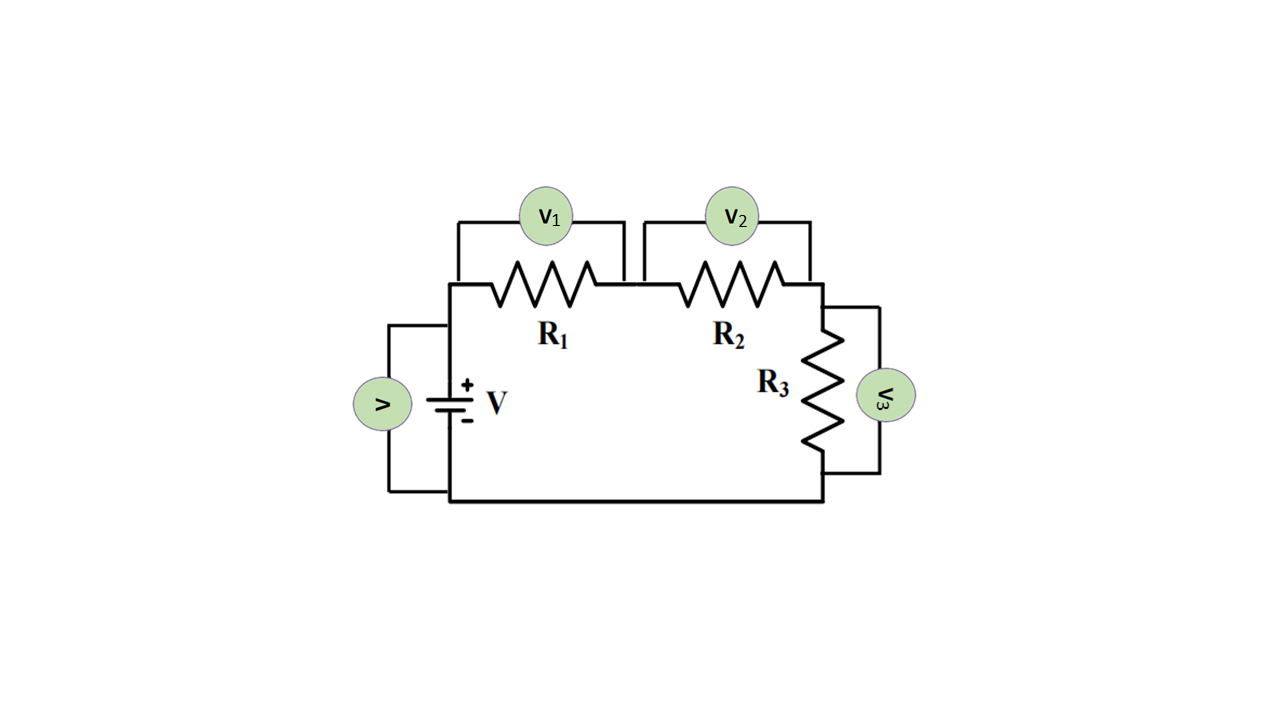 V₁
V₂
R₁
R₂
R₃
+
V
-
V
V₃